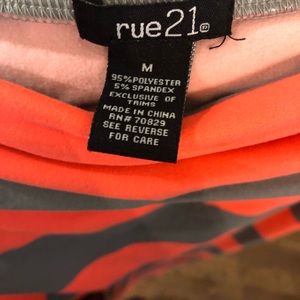 rue21
M
95%POLYESTER
5% SPANDEX
EXCLUSIVE OF
TRIMS
MADE IN CHINA
RN# 70829
SEE REVERSE
FOR CARE